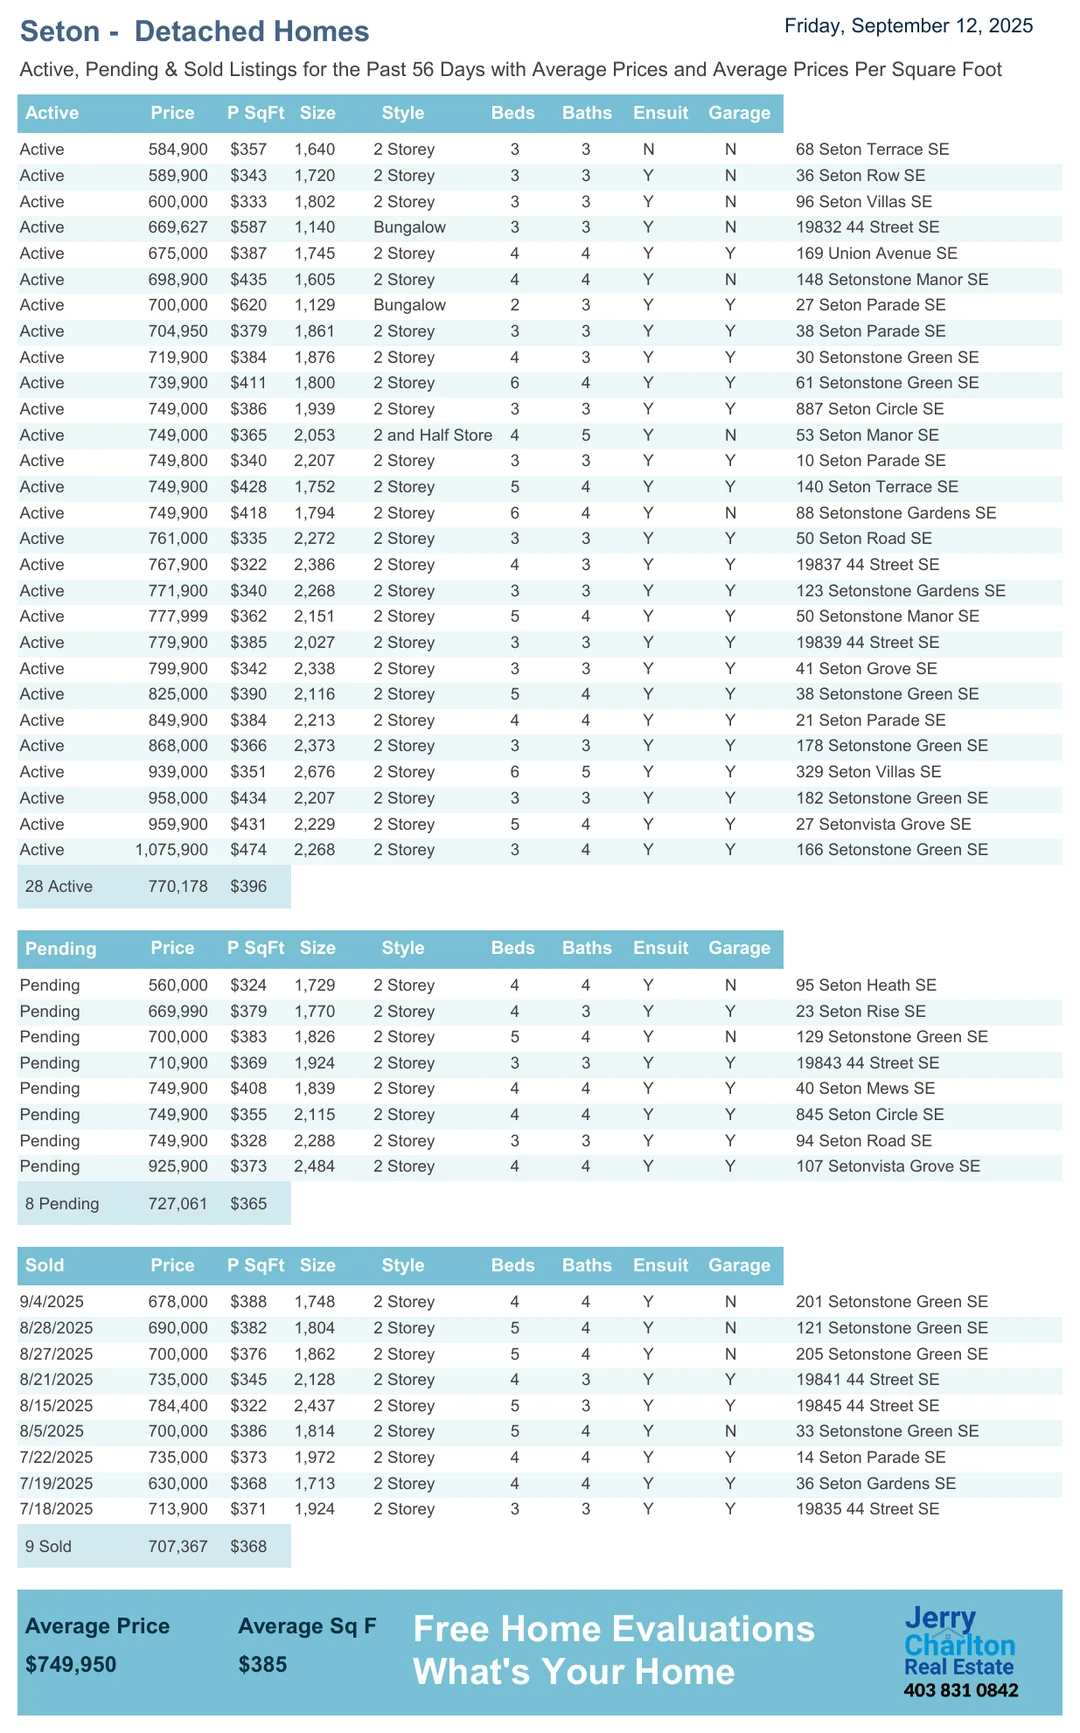 Seton -  Detached Homes
Friday, September 12, 2025
Active, Pending & Sold Listings for the Past 56 Days with Average Prices and Average Prices Per Square Foot
Active Price P SqFt Size Style Beds Baths Ensuit Garage
Active 584,900 $357 1,640 2 Storey 3 3 N N 68 Seton Terrace SE
Active 589,900 $343 1,720 2 Storey 3 3 Y N 36 Seton Row SE
Active 600,000 $333 1,802 2 Storey 3 3 Y N 96 Seton Villas SE
Active 669,627 $587 1,140 Bungalow 3 3 Y N 19832 44 Street SE
Active 675,000 $387 1,745 2 Storey 4 4 Y Y 169 Union Avenue SE
Active 698,900 $435 1,605 2 Storey 4 4 Y N 148 Setonstone Manor SE
Active 700,000 $620 1,129 Bungalow 2 3 Y Y 27 Seton Parade SE
Active 704,950 $379 1,861 2 Storey 3 3 Y Y 38 Seton Parade SE
Active 719,900 $384 1,876 2 Storey 4 3 Y Y 30 Setonstone Green SE
Active 739,900 $411 1,800 2 Storey 6 4 Y Y 61 Setonstone Green SE
Active 749,000 $386 1,939 2 Storey 3 3 Y Y 887 Seton Circle SE
Active 749,000 $365 2,053 2 and Half Store 4 5 Y N 53 Seton Manor SE
Active 749,800 $340 2,207 2 Storey 3 3 Y Y 10 Seton Parade SE
Active 749,900 $428 1,752 2 Storey 5 4 Y Y 140 Seton Terrace SE
Active 749,900 $418 1,794 2 Storey 6 4 Y N 88 Setonstone Gardens SE
Active 761,000 $335 2,272 2 Storey 3 3 Y Y 50 Seton Road SE
Active 767,900 $322 2,386 2 Storey 4 3 Y Y 19837 44 Street SE
Active 771,900 $340 2,268 2 Storey 3 3 Y Y 123 Setonstone Gardens SE
Active 777,999 $362 2,151 2 Storey 5 4 Y Y 50 Setonstone Manor SE
Active 779,900 $385 2,027 2 Storey 3 3 Y Y 19839 44 Street SE
Active 799,900 $342 2,338 2 Storey 3 3 Y Y 41 Seton Grove SE
Active 825,000 $390 2,116 2 Storey 5 4 Y Y 38 Setonstone Green SE
Active 849,900 $384 2,213 2 Storey 4 4 Y Y 21 Seton Parade SE
Active 868,000 $366 2,373 2 Storey 3 3 Y Y 178 Setonstone Green SE
Active 939,000 $351 2,676 2 Storey 6 5 Y Y 329 Seton Villas SE
Active 958,000 $434 2,207 2 Storey 3 3 Y Y 182 Setonstone Green SE
Active 959,900 $431 2,229 2 Storey 5 4 Y Y 27 Setonvista Grove SE
Active 1,075,900 $474 2,268 2 Storey 3 4 Y Y 166 Setonstone Green SE
28 Active 770,178 $396
Pending Price P SqFt Size Style Beds Baths Ensuit Garage
Pending 560,000 $324 1,729 2 Storey 4 4 Y N 95 Seton Heath SE
Pending 669,990 $379 1,770 2 Storey 4 3 Y Y 23 Seton Rise SE
Pending 700,000 $383 1,826 2 Storey 5 4 Y N 129 Setonstone Green SE
Pending 710,900 $369 1,924 2 Storey 3 3 Y Y 19843 44 Street SE
Pending 749,900 $408 1,839 2 Storey 4 4 Y Y 40 Seton Mews SE
Pending 749,900 $355 2,115 2 Storey 4 4 Y Y 845 Seton Circle SE
Pending 749,900 $328 2,288 2 Storey 3 3 Y Y 94 Seton Road SE
Pending 925,900 $373 2,484 2 Storey 4 4 Y Y 107 Setonvista Grove SE
8 Pending 727,061 $365
Sold Price P SqFt Size Style Beds Baths Ensuit Garage
9/4/2025 678,000 $388 1,748 2 Storey 4 4 Y N 201 Setonstone Green SE
8/28/2025 690,000 $382 1,804 2 Storey 5 4 Y N 121 Setonstone Green SE
8/27/2025 700,000 $376 1,862 2 Storey 5 4 Y N 205 Setonstone Green SE
8/21/2025 735,000 $345 2,128 2 Storey 4 3 Y Y 19841 44 Street SE
8/15/2025 784,400 $322 2,437 2 Storey 5 3 Y Y 19845 44 Street SE
8/5/2025 700,000 $386 1,814 2 Storey 5 4 Y N 33 Setonstone Green SE
7/22/2025 735,000 $373 1,972 2 Storey 4 4 Y Y 14 Seton Parade SE
7/19/2025 630,000 $368 1,713 2 Storey 4 4 Y Y 36 Seton Gardens SE
7/18/2025 713,900 $371 1,924 2 Storey 3 3 Y Y 19835 44 Street SE
9 Sold 707,367 $368
Average Price Average Sq F
$749,950 $385
Free Home Evaluations
What's Your Home
Jerry
Charlton
Real Estate
403 831 0842